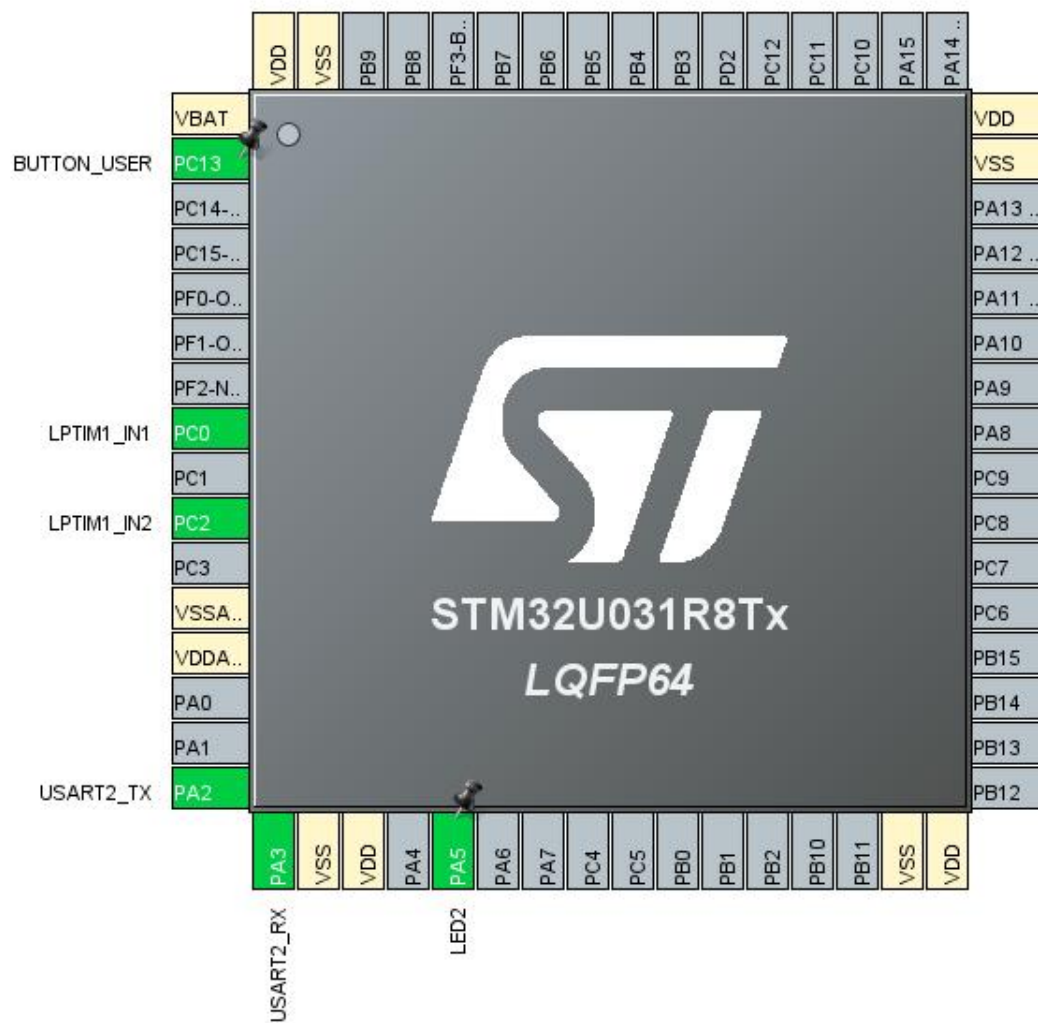 VDD
VSS
PB9
PB8
PF3-B..
PB7
PB6
PB5
PB4
PB3
PD2
PC12
PC11
PC10
PA15
PA14 ..
VBAT
BUTTON_USER PC13
PC14-..
PC15-..
PF0-O..
PF1-O..
PF2-N..
LPTIM1_IN1 PC0
PC1
LPTIM1_IN2 PC2
PC3
VSSA..
VDDA..
PA0
PA1
USART2_TX PA2
VDD
VSS
PA13 ..
PA12 ..
PA11 ..
PA10
PA9
PA8
PC9
PC8
PC7
PC6
PB15
PB14
PB13
PB12
STM32U031R8Tx
LQFP64
PA3
VSS
VDD
PA4
PA5
PA6
PA7
PC4
PC5
PB0
PB1
PB2
PB10
PB11
VSS
VDD
USART2_RX
LED2